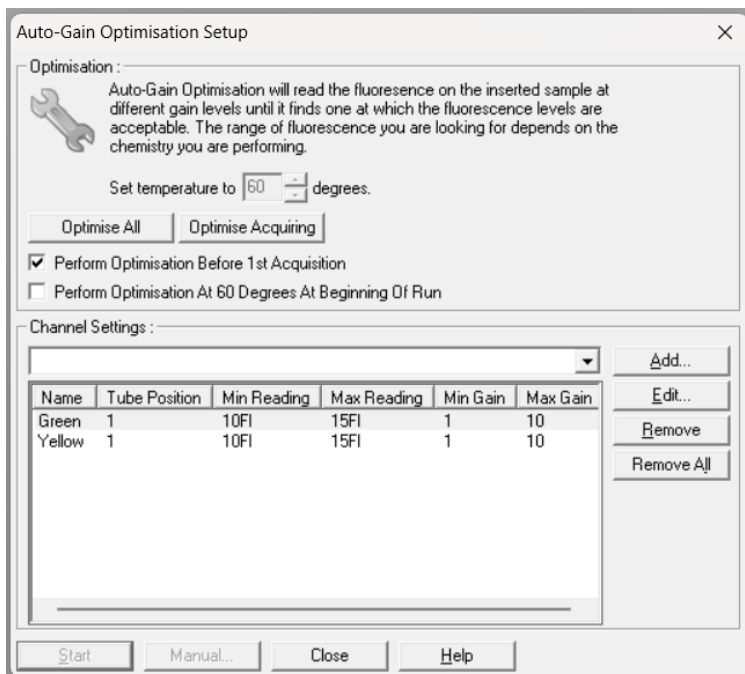 Auto-Gain Optimisation Setup
Optimisation :
Auto-Gain Optimisation will read the fluoresence on the inserted sample at
different gain levels until it finds one at which the fluorescence levels are
acceptable. The range of fluorescence you are looking for depends on the
chemistry you are performing.
Set temperature to 60 degrees.
Optimise All Optimise Acquiring
Perform Optimisation Before 1st Acquisition
Perform Optimisation At 60 Degrees At Beginning Of Run
Channel Settings :
Add...
Name Tube Position Min Reading Max Reading Min Gain Max Gain Edit...
Green 1 10Fl 15Fl 1 10
Remove
Yellow 1 10Fl 15Fl 1 10
Remove All
Start Manual... Close Help